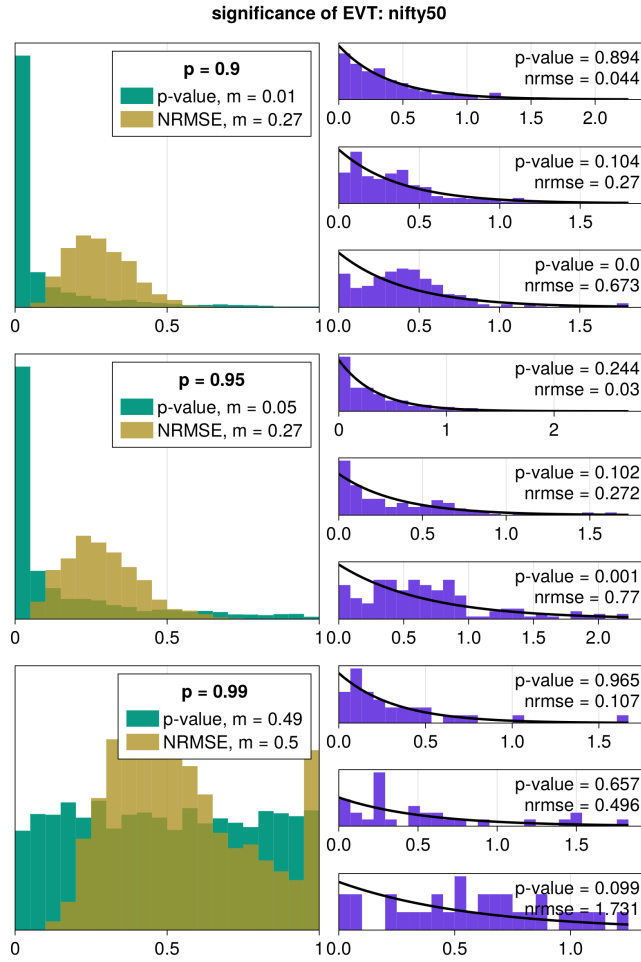 significance of EVT: nifty50
p = 0.9
p-value, m = 0.01
NRMSE, m = 0.27
0
0.5
1
p-value = 0.894
nrmse = 0.044
0.0 0.5 1.0 2.0
p-value = 0.104
nrmse = 0.27
0.0 0.5 1.0 1.5
p-value = 0.0
nrmse = 0.673
0.0 0.5 1.0 1.5
p = 0.95
p-value, m = 0.05
NRMSE, m = 0.27
0 0.5 1
p-value = 0.244
nrmse = 0.03
0 1 2
p-value = 0.102
nrmse = 0.272
0.5 1.0 1.5
p-value = 0.001
nrmse = 0.77
0.0 0.5 1.0 1.5 2.0
p = 0.99
p-value, m = 0.49
NRMSE, m = 0.5
0 0.5 1
p-value = 0.965
nrmse = 0.107
0.5 1.0 1.5
p-value = 0.657
nrmse = 0.496
0.0 0.5 1.0 1.5
p-value = 0.099
nrmse = 1.731
0.0 0.5 1.0